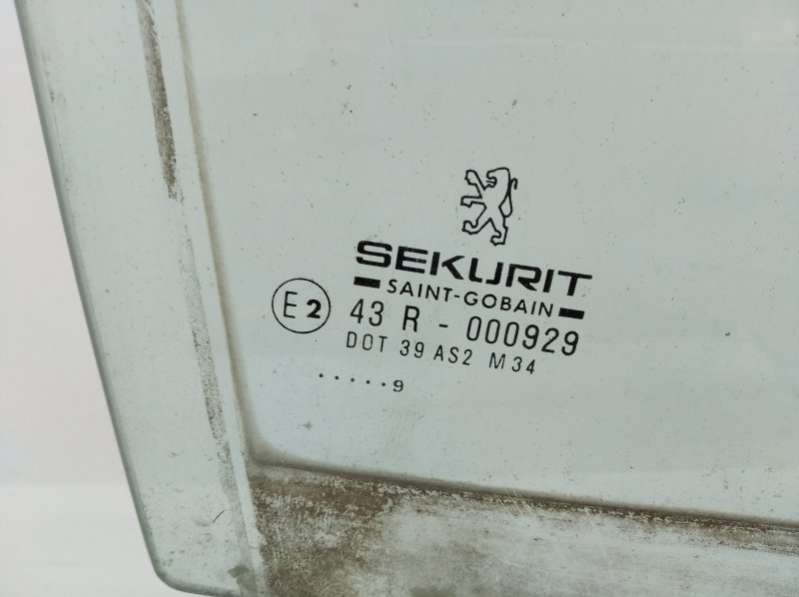 SEKURIT
SAINT-GOBAIN
E2 43 R - 000929
DOT 39 AS2 M34
.....9